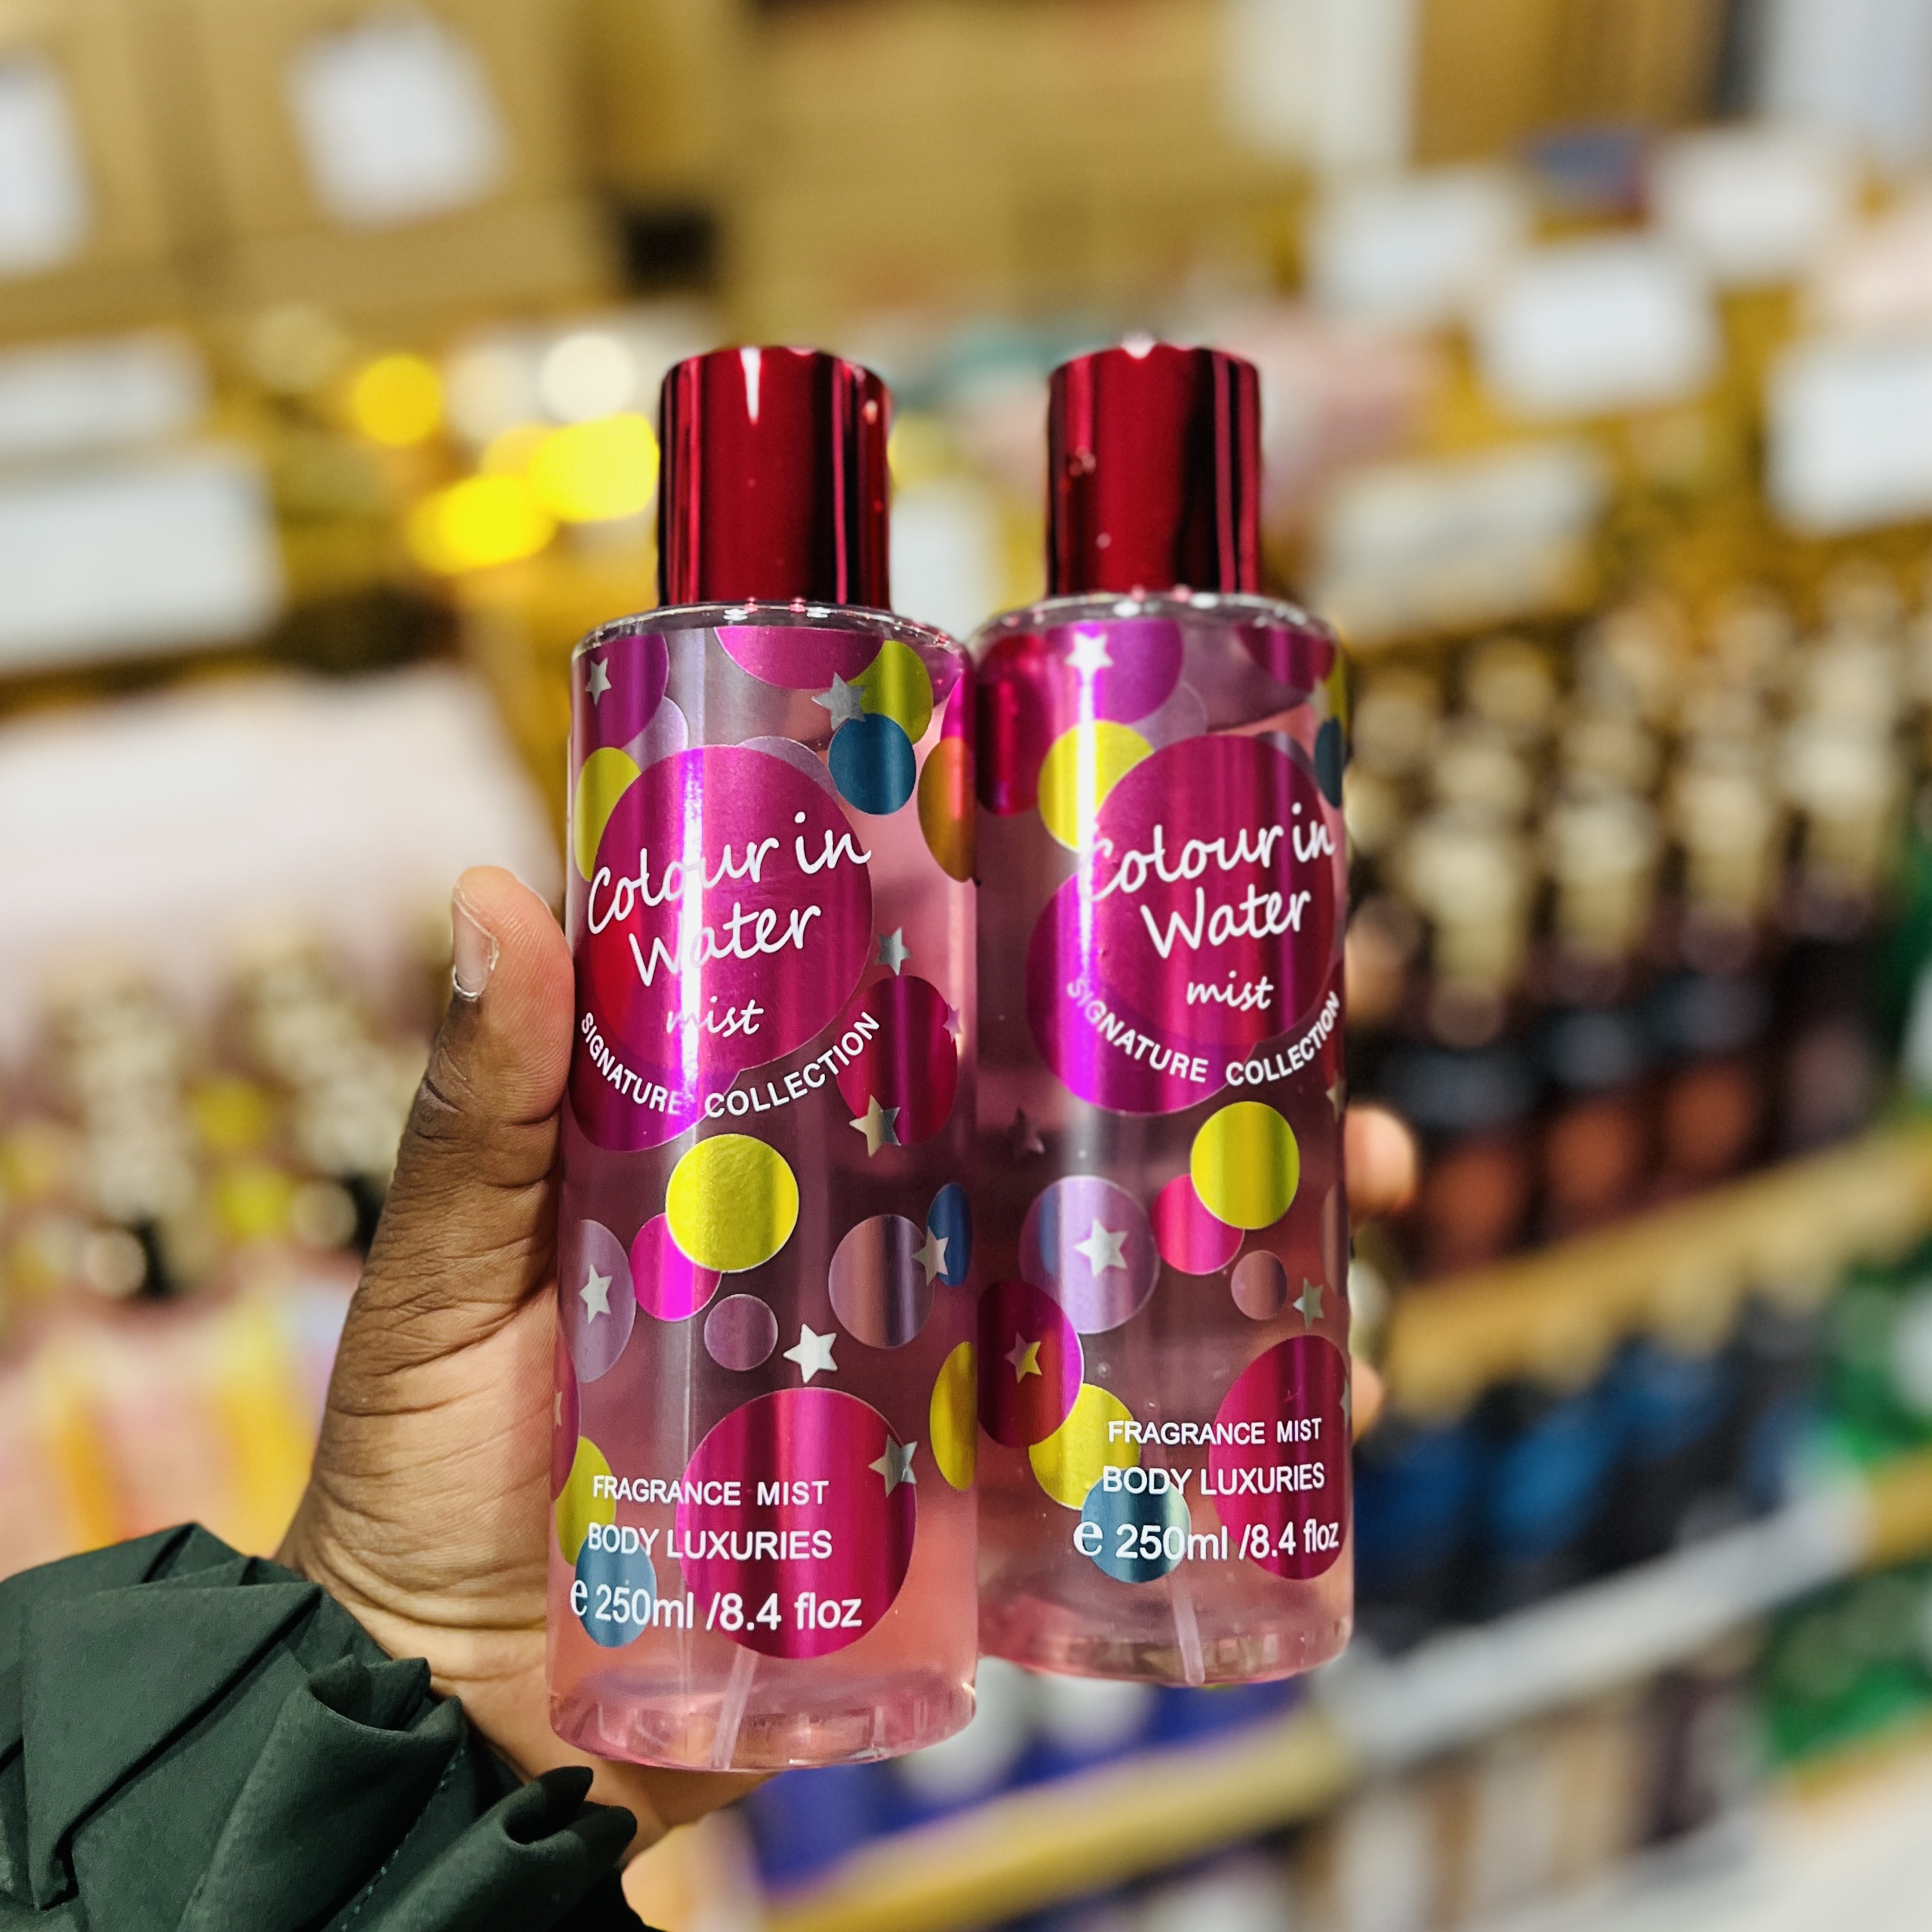 Colour in
Water
mist
SIGNATURE COLLECTION
FRAGRANCE MIST
BODY LUXURIES
e 250ml /8.4 floz
Colour in
Water
mist
SIGNATURE COLLECTION
FRAGRANCE MIST
BODY LUXURIES
e 250ml /8.4 floz